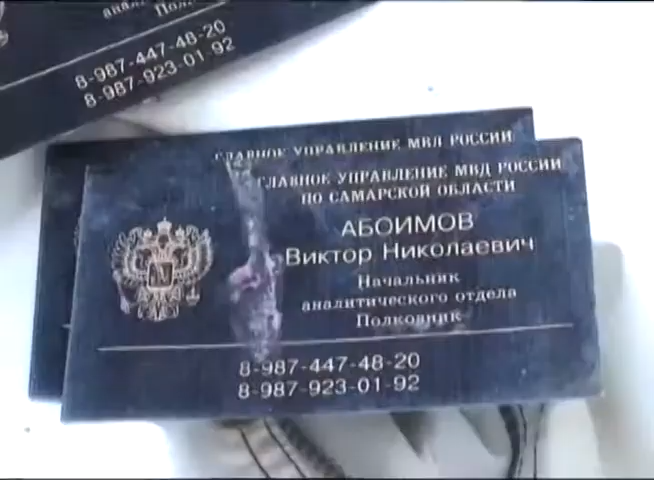 анал
Полк
8-987-447-48-20
8-987-923-01-92
ГЛАВНОЕ УПРАВЛЕНИЕ МВД РОССИИ
ГЛАВНОЕ УПРАВЛЕНИЕ МВД РОССИИ
ПО САМАРСКОЙ ОБЛАСТИ
АБОИМОВ
Виктор Николаевич
Начальник
аналитического отдела
Полковник
8-987-447-48-20
8-987-923-01-92